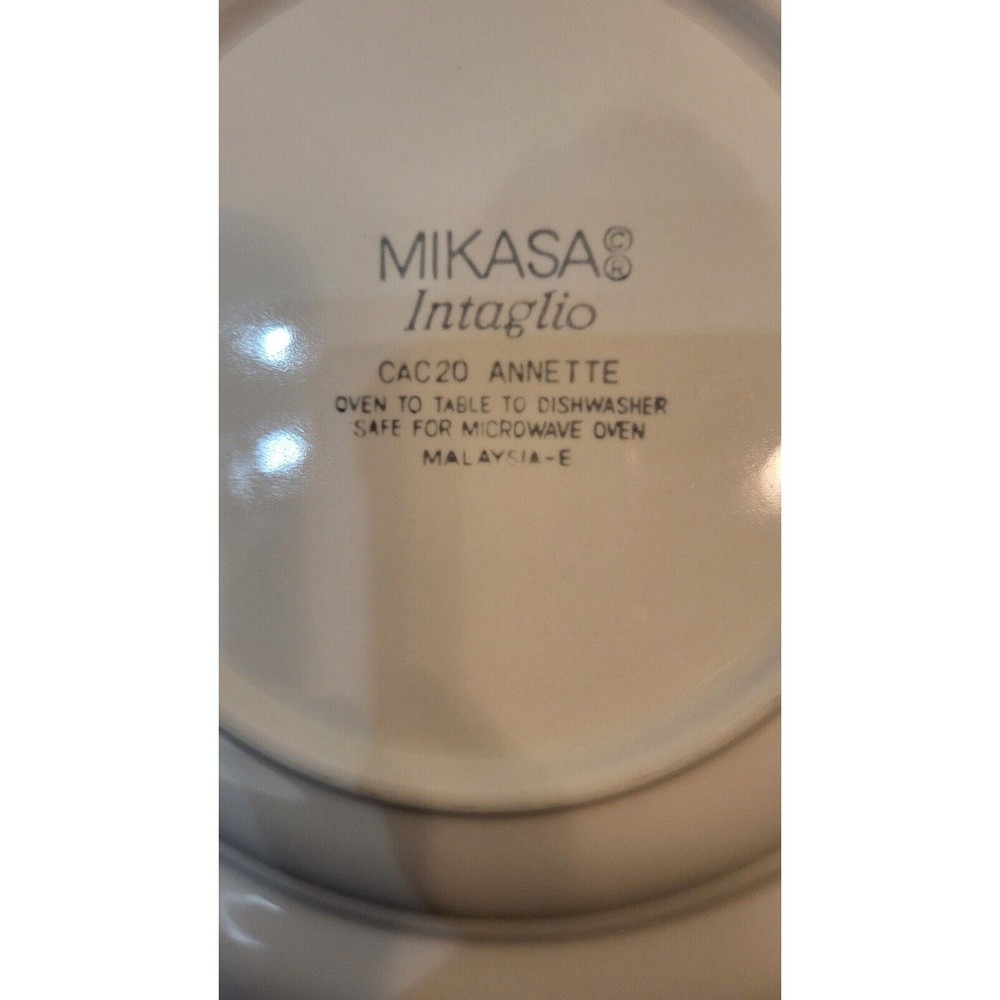 MIKASA © ®
Intaglio
CAC20 ANNETTE
OVEN TO TABLE TO DISHWASHER
SAFE FOR MICROWAVE OVEN
MALAYSIA-E